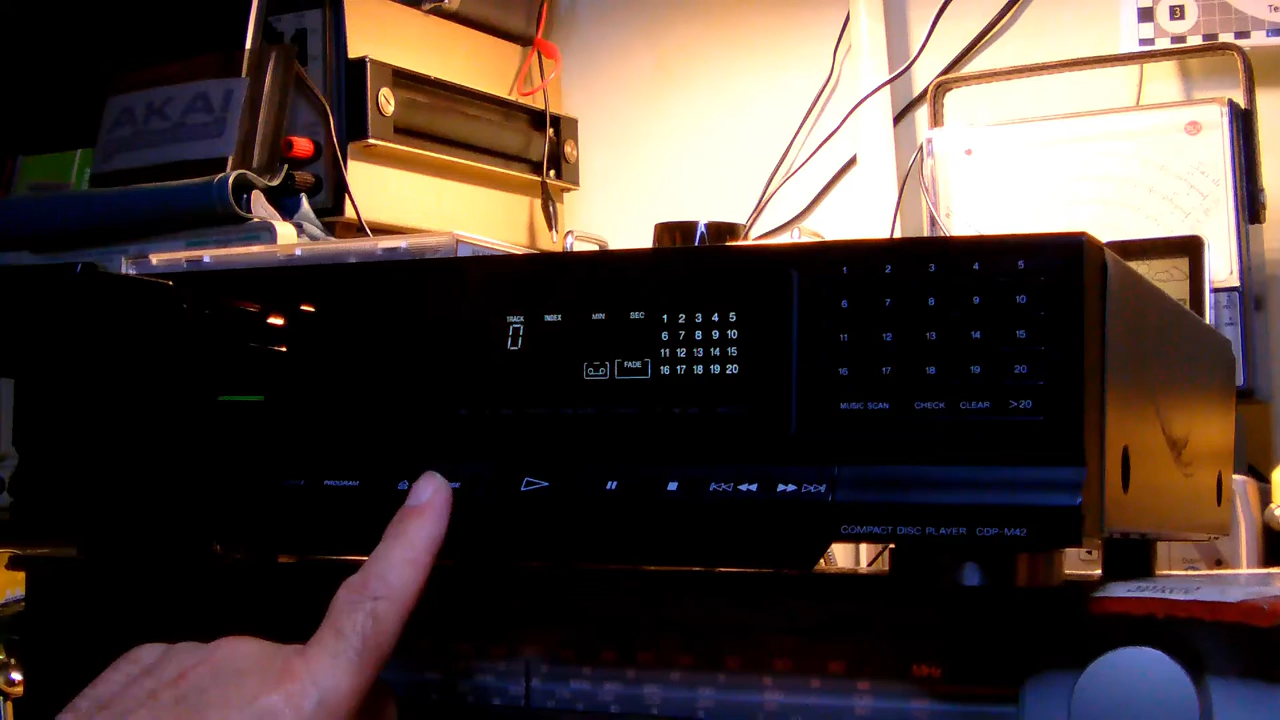 3
AKAI
TRACK INDEX MIN SEC
0
1 2 3 4 5
6 7 8 9 10
11 12 13 14 15
16 17 18 19 20
FADE
1 2 3 4 5
6 7 8 9 10
11 12 13 14 15
16 17 18 19 20
MUSIC SCAN CHECK CLEAR >20
PROGRAM
COMPACT DISC PLAYER CDP-M42
MHz